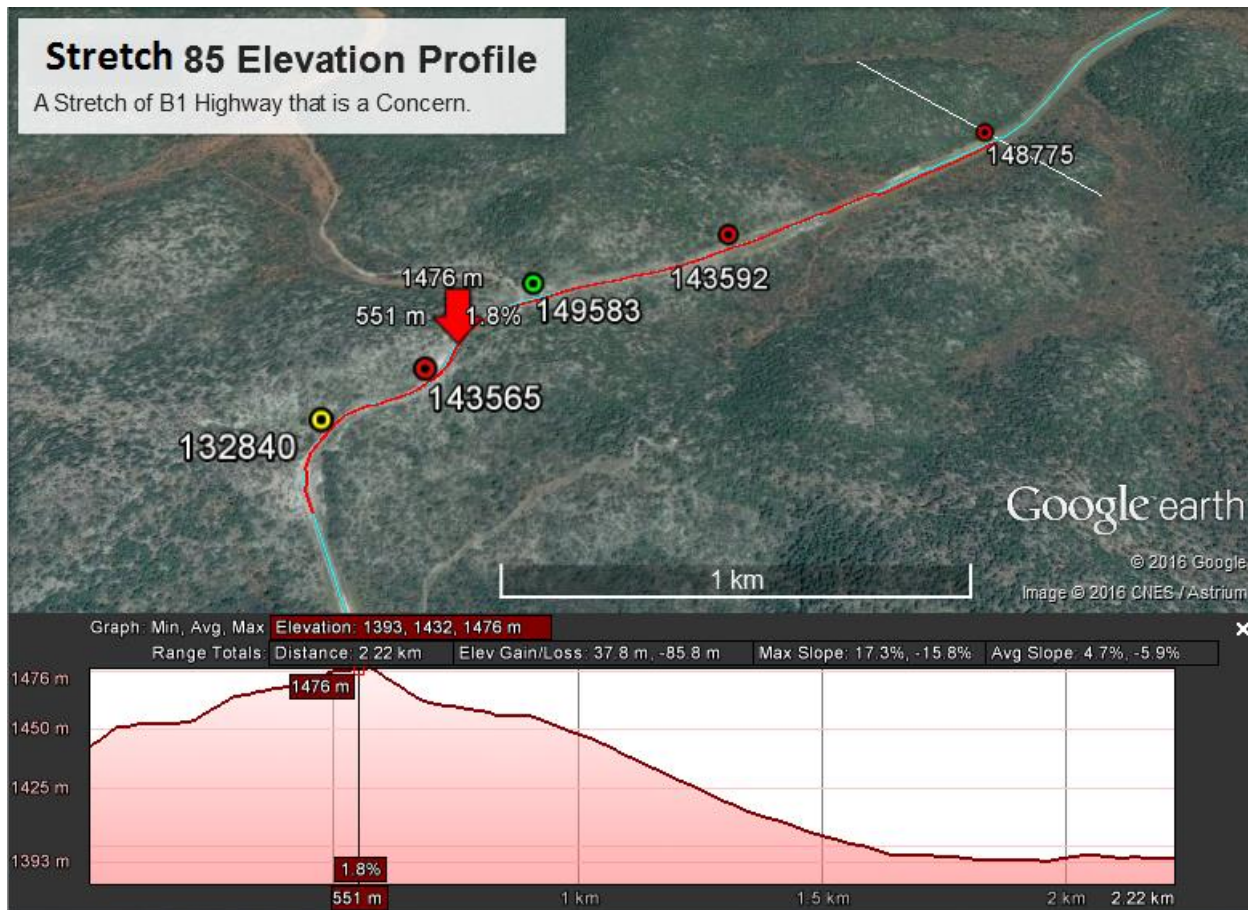 Stretch 85 Elevation Profile
A Stretch of B1 Highway that is a Concern.
148775
143592
1476 m
149583
551 m 1.8%
143565
132840
Google earth
1 km
© 2016 Google
Image © 2016 CNES / Astrium
Graph: Min, Avg, Max Elevation: 1393, 1432, 1476 m
Range Totals: Distance: 2.22 km Elev Gain/Loss: 37.8 m, -85.8 m Max Slope: 17.3%, -15.8% Avg Slope: 4.7%, -5.9%
1476 m
1476 m
1450 m
1425 m
1393 m
1.8%
551 m 1 km 1.5 km 2 km 2.22 km